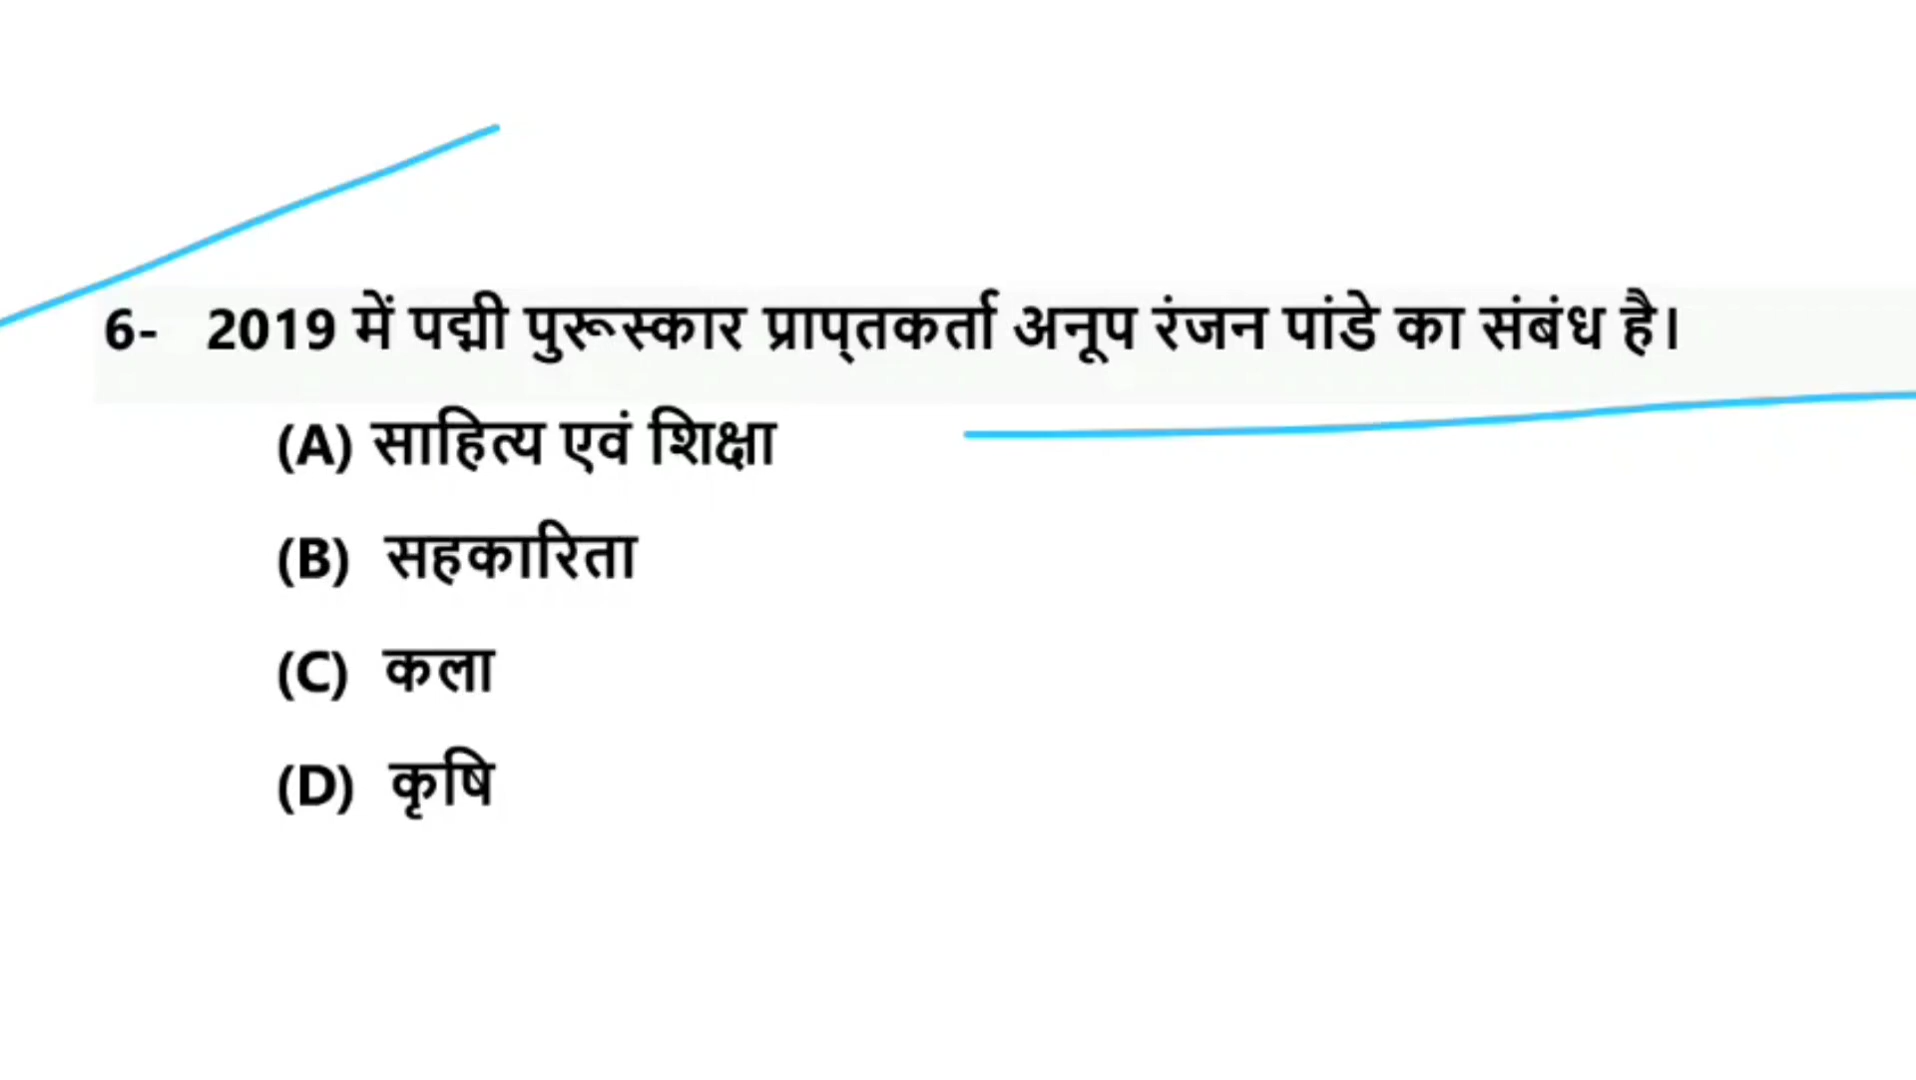 6- 2019 में पद्मी पुरूस्कार प्राप्तकर्ता अनूप रंजन पांडे का संबंध है।
(A) साहित्य एवं शिक्षा
(B) सहकारिता
(C) कला
(D) कृषि